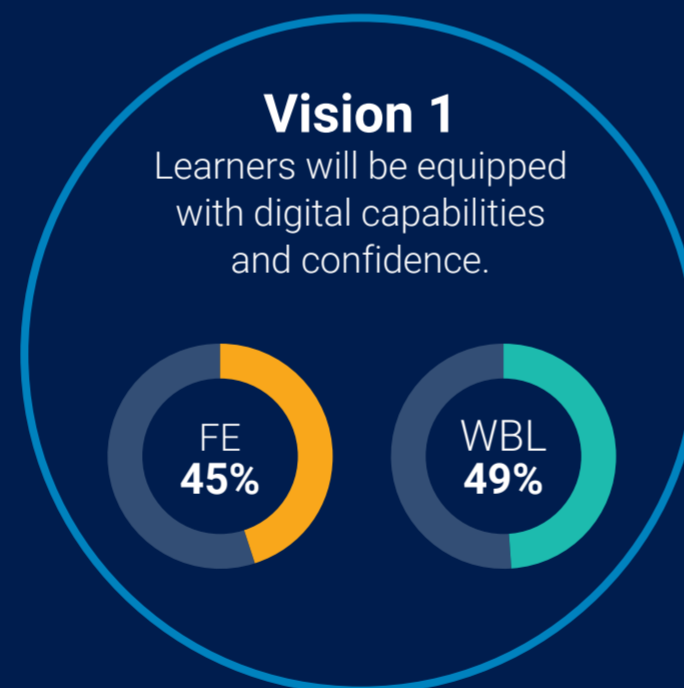 Vision 1
Learners will be equipped
with digital capabilities
and confidence.
FE
45%
WBL
49%